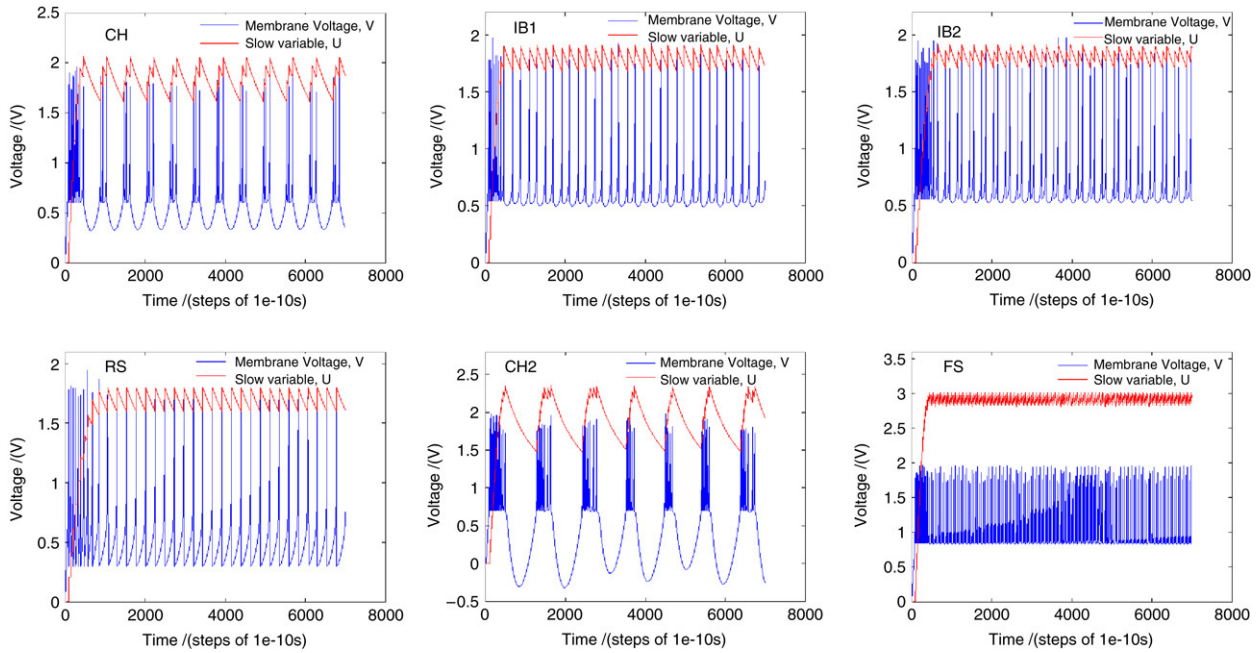 CH
Membrane Voltage, V
Slow variable, U
2.5
2
1.5
1
0.5
0
Voltage /(V)
0 2000 4000 6000 8000
Time /(steps of 1e-10s)
IB1
Membrane Voltage, V
Slow variable, U
2
1.5
1
0.5
0
Voltage /(V)
0 2000 4000 6000 8000
Time /(steps of 1e-10s)
IB2
Membrane Voltage, V
Slow variable, U
2
1.5
1
0.5
0
Voltage /(V)
0 2000 4000 6000 8000
Time /(steps of 1e-10s)
RS
Membrane Voltage, V
Slow variable, U
2
1.5
1
0.5
0
Voltage /(V)
0 2000 4000 6000 8000
Time /(steps of 1e-10s)
CH2
Membrane Voltage, V
Slow variable, U
2.5
2
1.5
1
0.5
0
−0.5
Voltage /(V)
0 2000 4000 6000 8000
Time /(steps of 1e-10s)
FS
Membrane Voltage, V
Slow variable, U
3.5
3
2.5
2
1.5
1
0.5
0
Voltage /(V)
0 2000 4000 6000 8000
Time /(steps of 1e-10s)